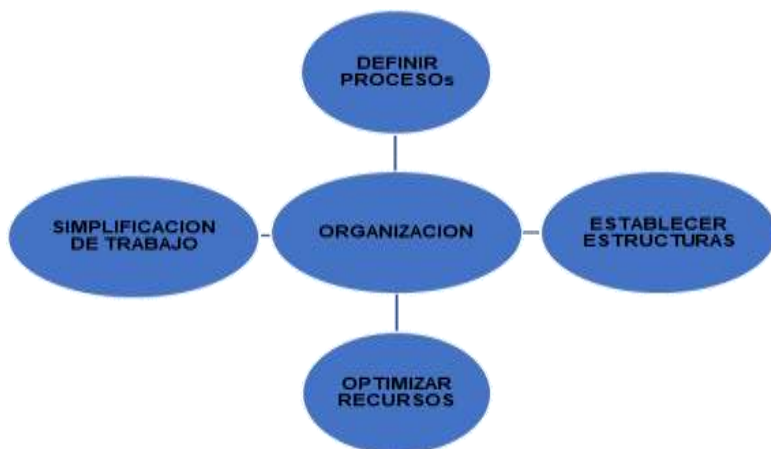 DEFINIR
PROCESOs
SIMPLIFICACION
DE TRABAJO
ORGANIZACION
ESTABLECER
ESTRUCTURAS
OPTIMIZAR
RECURSOS